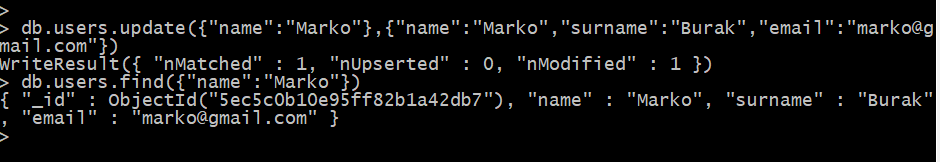 >
> db.users.update({"name":"Marko"},{"name":"Marko","surname":"Burak","email":"marko@g
mail.com"})
WriteResult({ "nMatched" : 1, "nUpserted" : 0, "nModified" : 1 })
> db.users.find({"name":"Marko"})
{ "_id" : ObjectId("5ec5c0b10e95ff82b1a42db7"), "name" : "Marko", "surname" : "Burak"
, "email" : "marko@gmail.com" }
>